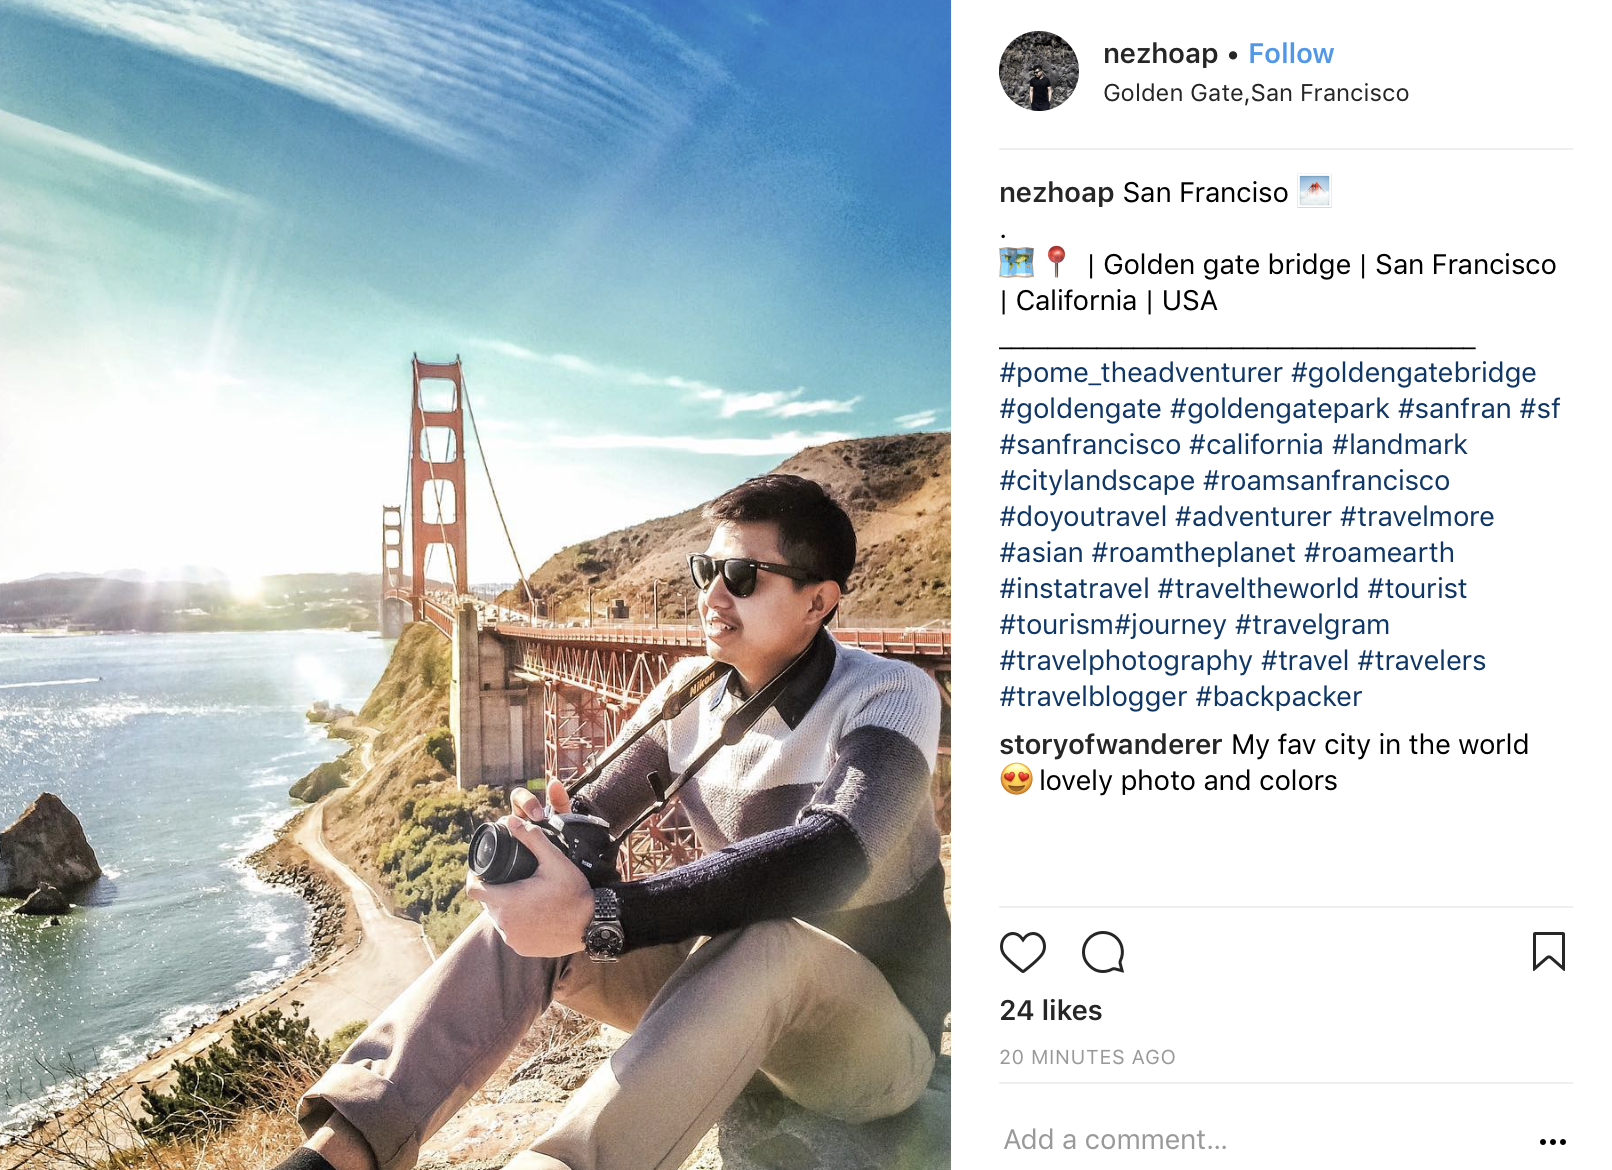 nezhoap • Follow
Golden Gate,San Francisco
nezhoap San Franciso 🗻
.
🗺📍 | Golden gate bridge | San Francisco
| California | USA
__________________________________
#pome_theadventurer #goldengatebridge
#goldengate #goldengatepark #sanfran #sf
#sanfrancisco #california #landmark
#citylandscape #roamsanfrancisco
#doyoutravel #adventurer #travelmore
#asian #roamtheplanet #roamearth
#instatravel #traveltheworld #tourist
#tourism#journey #travelgram
#travelphotography #travel #travelers
#travelblogger #backpacker
storyofwanderer My fav city in the world
😍 lovely photo and colors
24 likes
20 MINUTES AGO
Add a comment...
Nikon